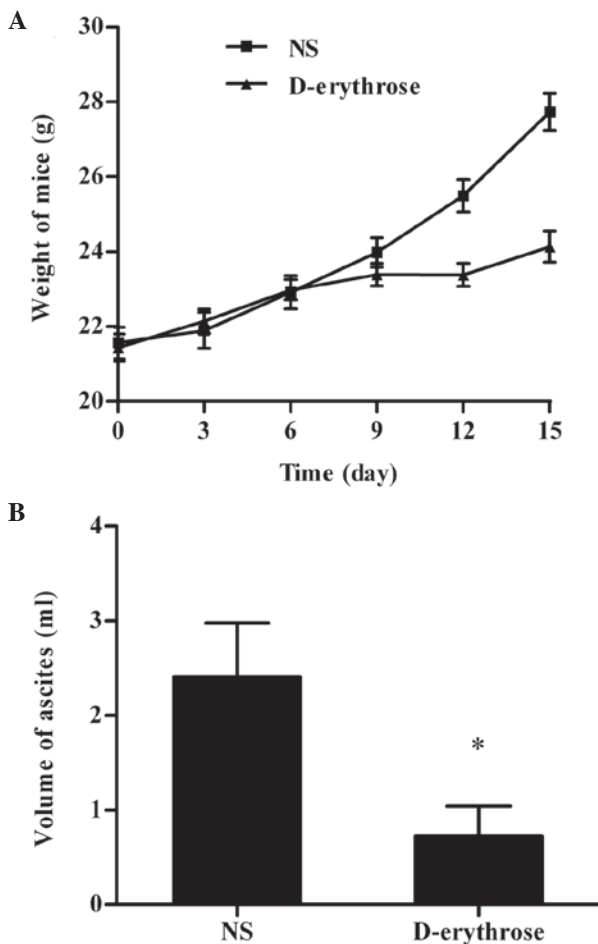 A
30
28
26
24
22
20
Weight of mice (g)
NS
D-erythrose
0 3 6 9 12 15
Time (day)
B
4
3
2
1
0
Volume of ascites (ml)
*
NS D-erythrose